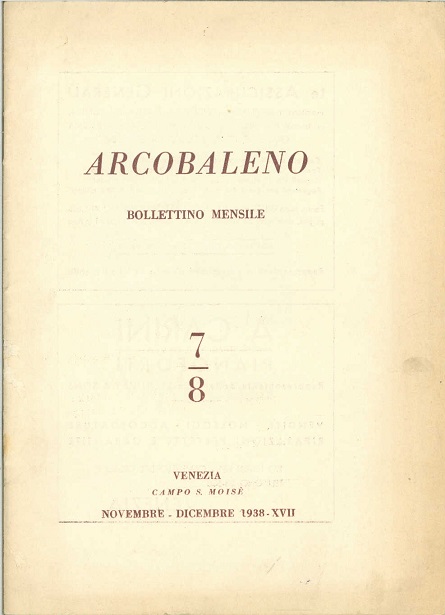 ARCOBALENO
BOLLETTINO MENSILE
7
8
VENEZIA
CAMPO S. MOISÈ
NOVEMBRE - DICEMBRE 1938-XVII